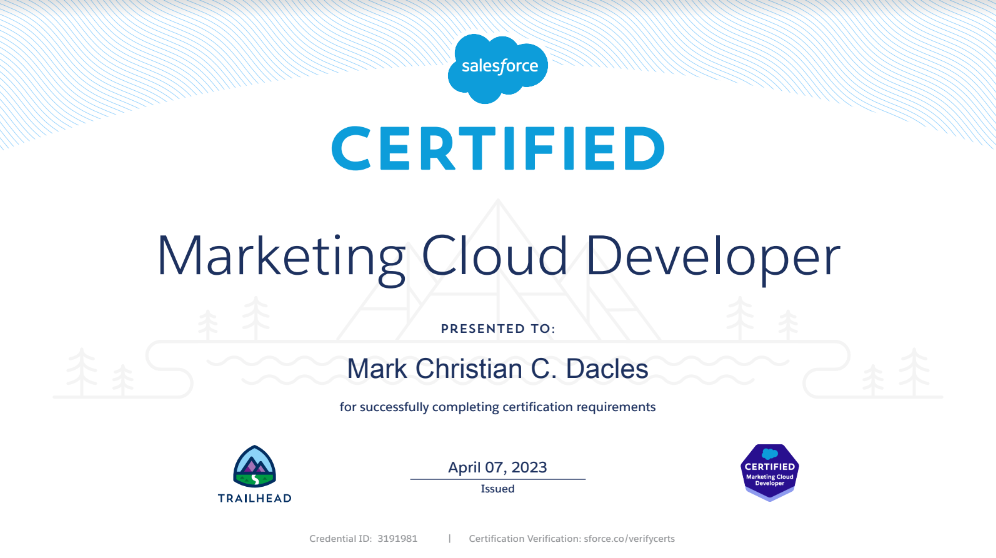 salesforce
CERTIFIED
Marketing Cloud Developer
PRESENTED TO:
Mark Christian C. Dacles
for successfully completing certification requirements
TRAILHEAD
April 07, 2023
Issued
CERTIFIED
Marketing Cloud
Developer
Credential ID: 3191981 | Certification Verification: sforce.co/verifycerts